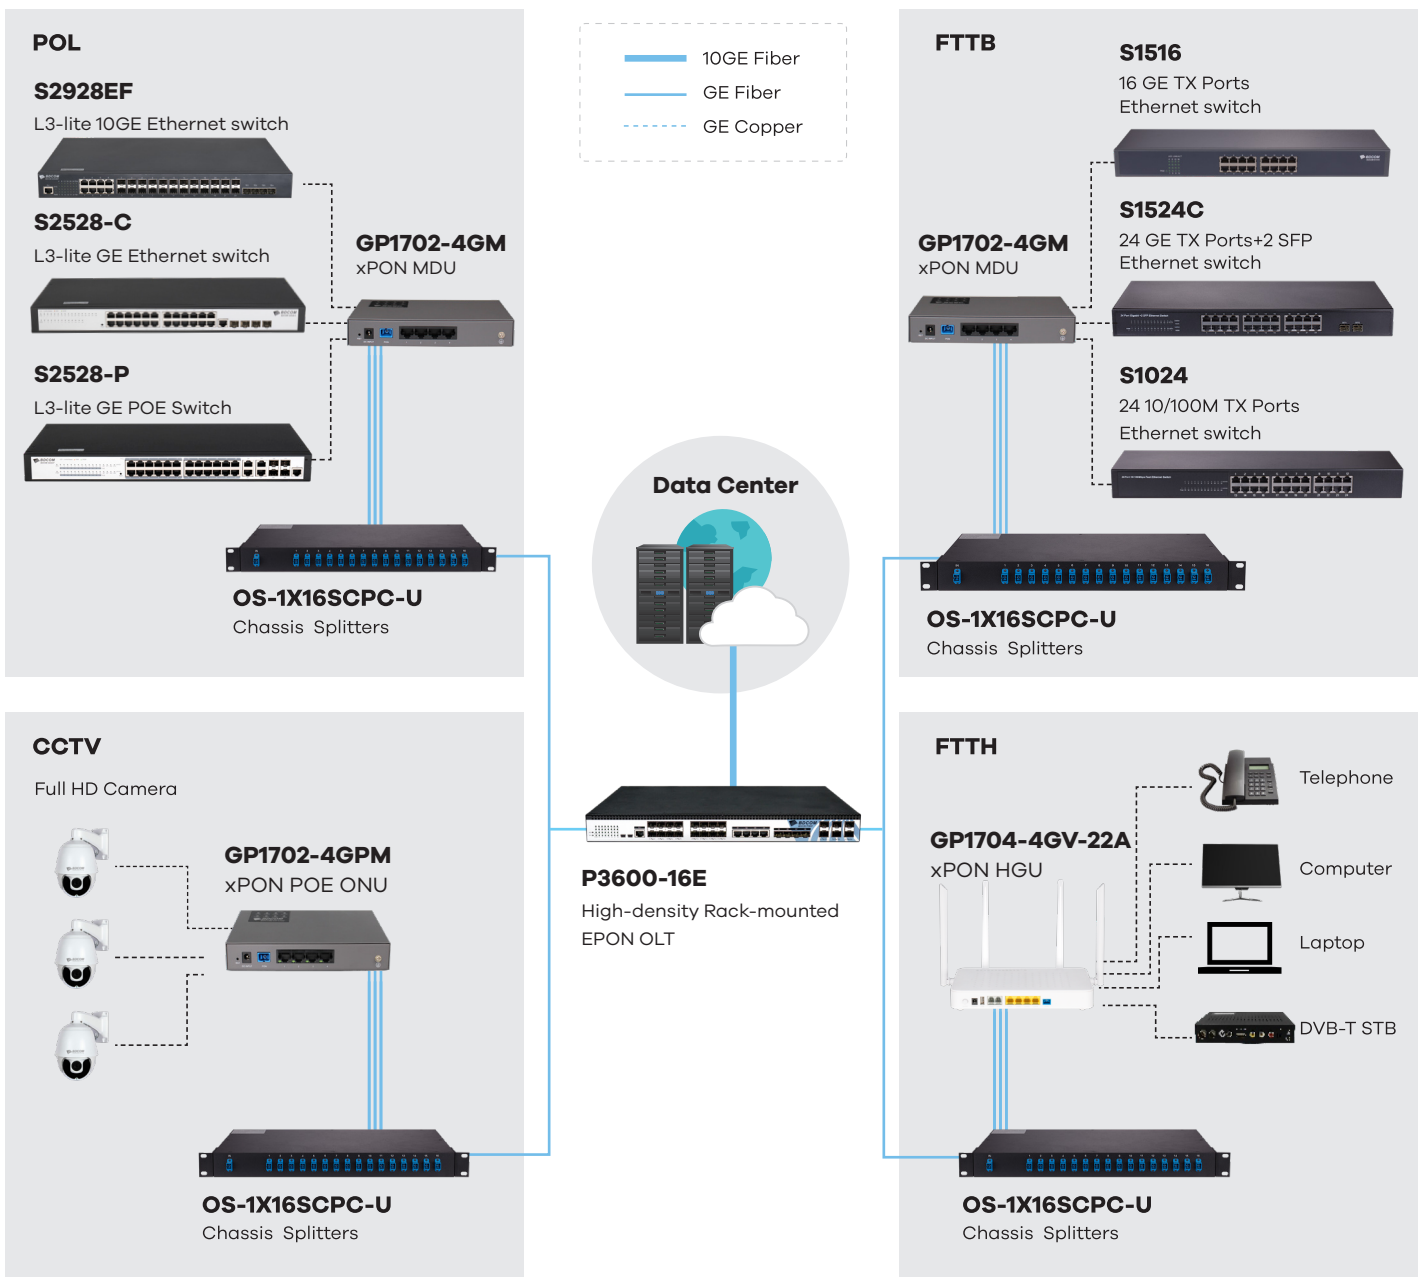 POL
S2928EF
L3-lite 10GE Ethernet switch
S2528-C
L3-lite GE Ethernet switch
GP1702-4GM
xPON MDU
S2528-P
L3-lite GE POE Switch
OS-1X16SCPC-U
Chassis Splitters
10GE Fiber
GE Fiber
GE Copper
FTTB
S1516
16 GE TX Ports
Ethernet switch
S1524C
24 GE TX Ports+2 SFP
Ethernet switch
GP1702-4GM
xPON MDU
S1024
24 10/100M TX Ports
Ethernet switch
OS-1X16SCPC-U
Chassis Splitters
Data Center
P3600-16E
High-density Rack-mounted
EPON OLT
CCTV
Full HD Camera
GP1702-4GPM
xPON POE ONU
OS-1X16SCPC-U
Chassis Splitters
FTTH
Telephone
GP1704-4GV-22A
xPON HGU
Computer
Laptop
DVB-T STB
OS-1X16SCPC-U
Chassis Splitters